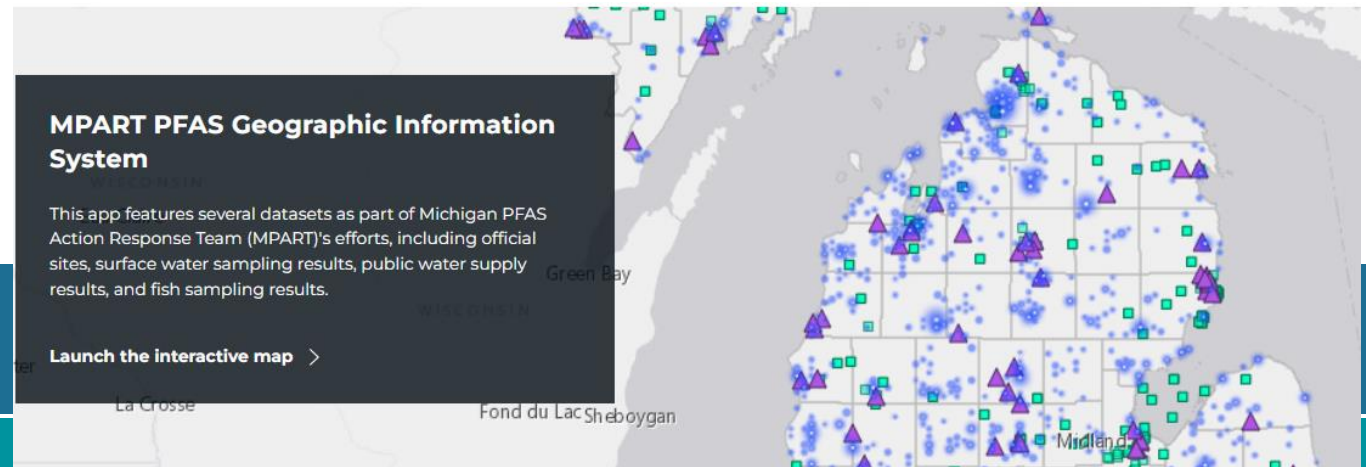 MPART PFAS Geographic Information
System
WISCONSIN
This app features several datasets as part of Michigan PFAS
Action Response Team (MPART)'s efforts, including official
sites, surface water sampling results, public water supply
results, and fish sampling results.
Green Bay
WISCONSIN
Launch the interactive map
ter
La Crosse
Fond du Lac
Sheboygan
Midland